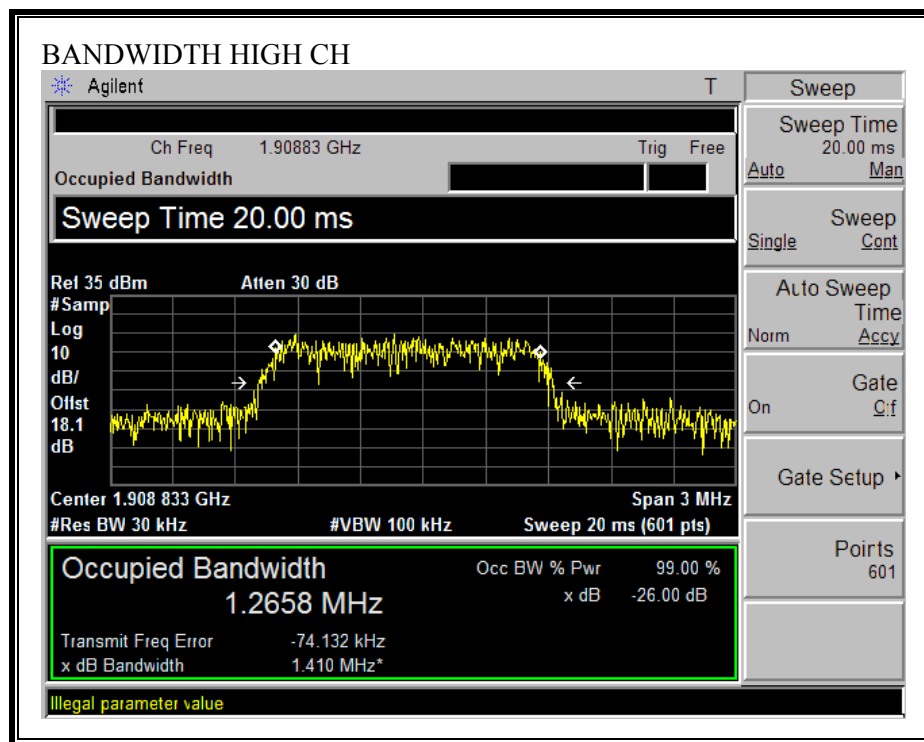 BANDWIDTH HIGH CH
Agilent T
Ch Freq 1.90883 GHz Trig Free
Occupied Bandwidth
Sweep Time 20.00 ms
Ref 35 dBm Atten 30 dB
#Samp
Log
10
dB/
Offst
18.1
dB
Center 1.908 833 GHz Span 3 MHz
#Res BW 30 kHz #VBW 100 kHz Sweep 20 ms (601 pts)
Occupied Bandwidth
1.2658 MHz
Occ BW % Pwr 99.00 %
x dB -26.00 dB
Transmit Freq Error -74.132 kHz
x dB Bandwidth 1.410 MHz*
Illegal parameter value
Sweep
Sweep Time
20.00 ms
Auto Man
Sweep
Single Cont
Auto Sweep
Time
Norm Accy
Gate
On Off
Gate Setup
Points
601